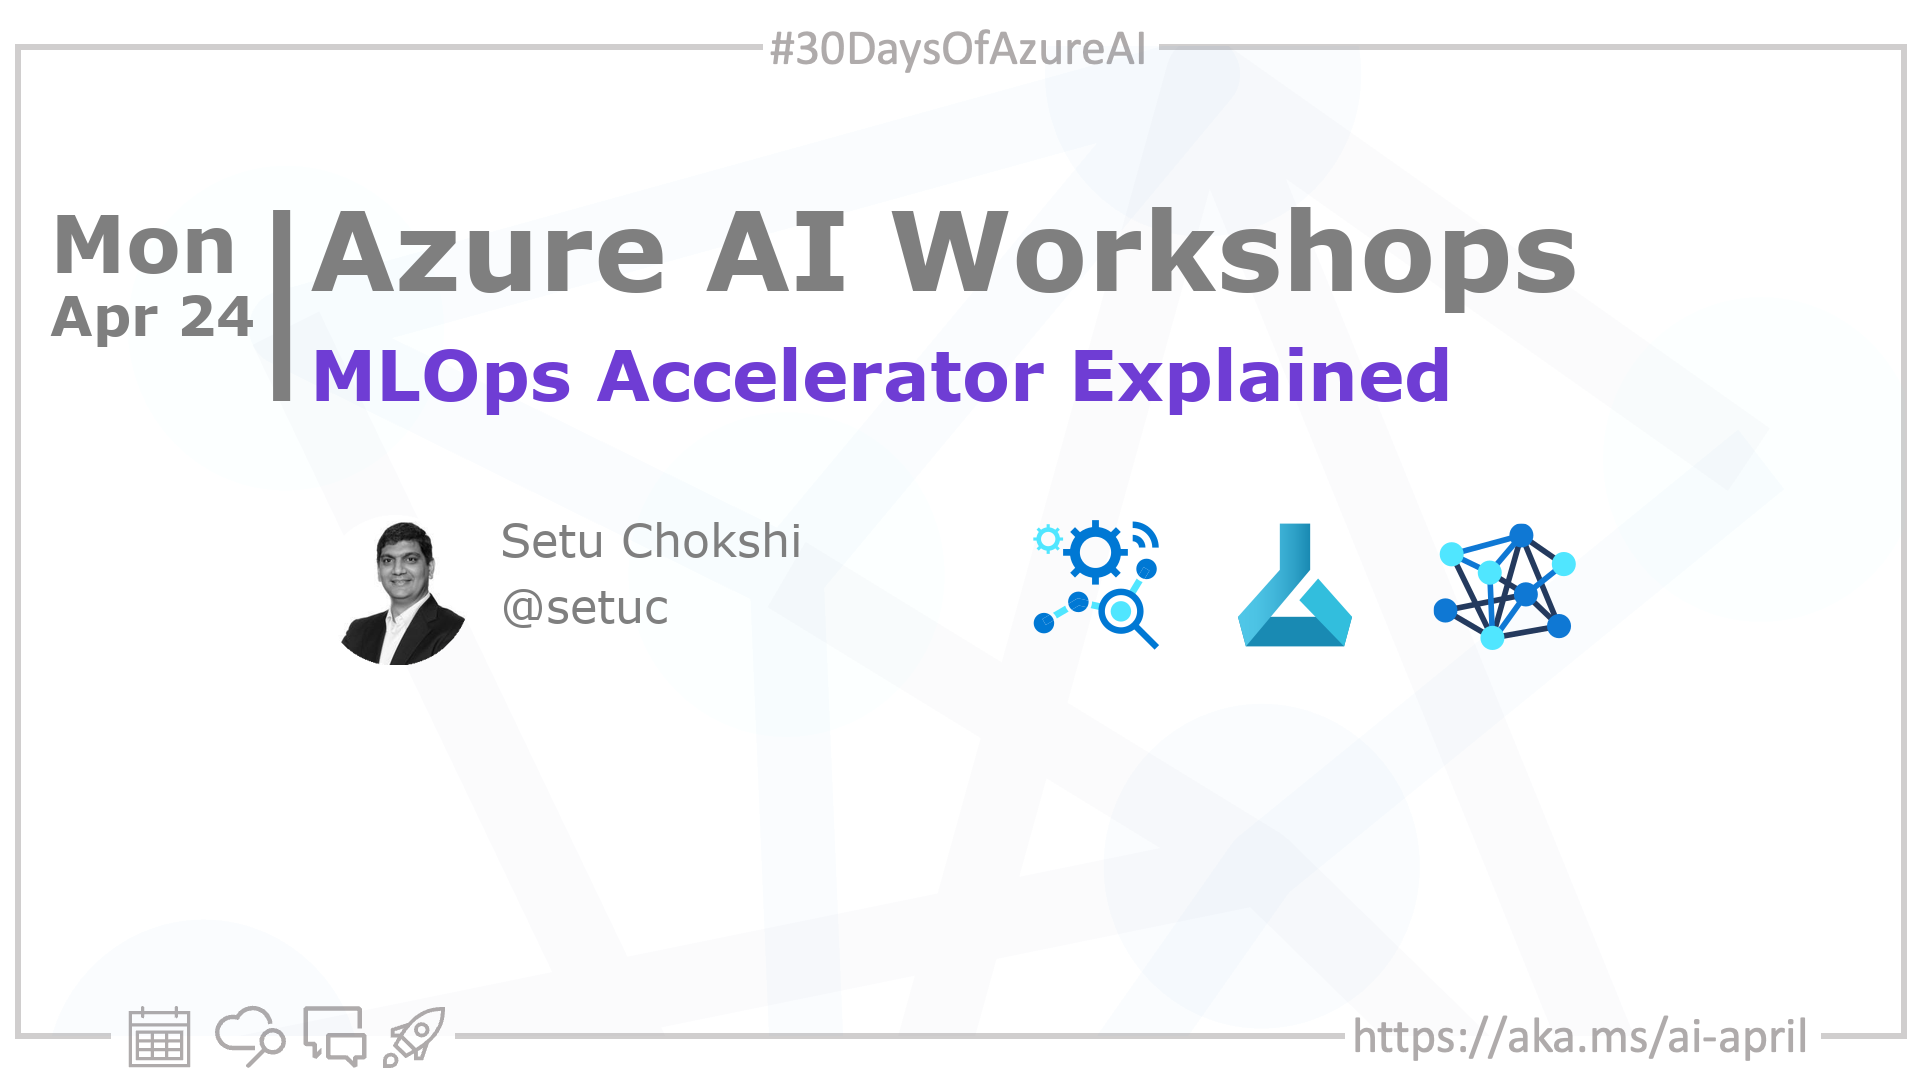 #30DaysOfAzureAI
Mon
Apr 24
Azure AI Workshops
MLOps Accelerator Explained
Setu Chokshi
@setuc
https://aka.ms/ai-april